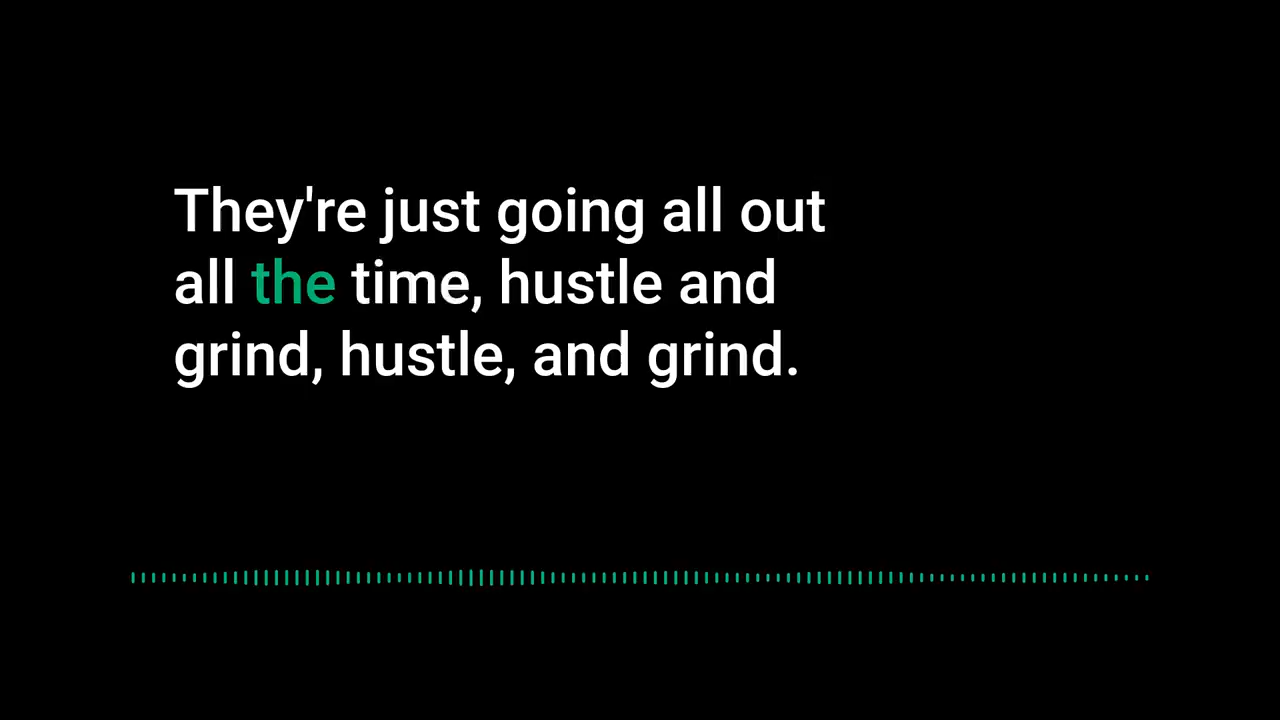 They're just going all out
all the time, hustle and
grind, hustle, and grind.